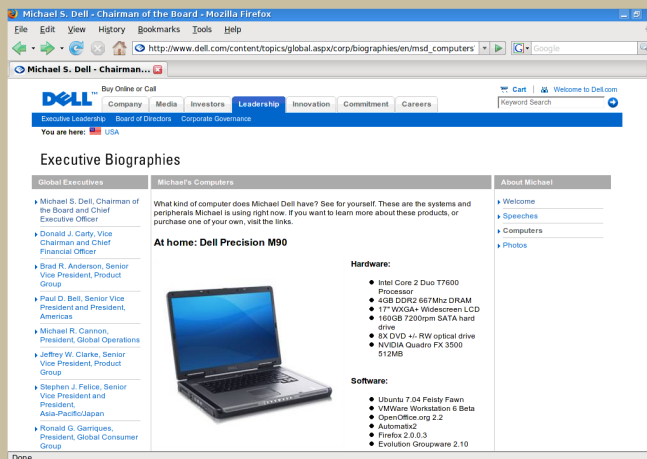 Michael S. Dell - Chairman of the Board - Mozilla Firefox
File Edit View History Bookmarks Tools Help
http://www.dell.com/content/topics/global.aspx/corp/biographies/en/msd_computers
G Google
Michael S. Dell - Chairman...
DELL™
Buy Online or Call
Cart
Welcome to Dell.com
Company Media Investors Leadership Innovation Commitment Careers
Keyword Search
Executive Leadership Board of Directors Corporate Governance
You are here: USA
Executive Biographies
Global Executives
Michael S. Dell, Chairman of
the Board and Chief
Executive Officer
Donald J. Carty, Vice
Chairman and Chief
Financial Officer
Brad R. Anderson, Senior
Vice President, Product
Group
Paul D. Bell, Senior Vice
President and President,
Americas
Michael R. Cannon,
President, Global Operations
Jeffrey W. Clarke, Senior
Vice President, Product
Group
Stephen J. Felice, Senior
Vice President and
President,
Asia-Pacific/Japan
Ronald G. Garriques,
President, Global Consumer
Group
Michael's Computers
What kind of computer does Michael Dell have? See for yourself. These are the systems and
peripherals Michael is using right now. If you want to learn more about these products, or
purchase one of your own, visit the links.
At home: Dell Precision M90
Hardware:
Intel Core 2 Duo T7600
Processor
4GB DDR2 667Mhz DRAM
17" WXGA+ Widescreen LCD
160GB 7200rpm SATA hard
drive
8X DVD +/- RW optical drive
NVIDIA Quadro FX 3500
512MB
Software:
Ubuntu 7.04 Feisty Fawn
VMWare Workstation 6 Beta
OpenOffice.org 2.2
Automatix2
Firefox 2.0.0.3
Evolution Groupware 2.10
About Michael
Welcome
Speeches
Computers
Photos
Done